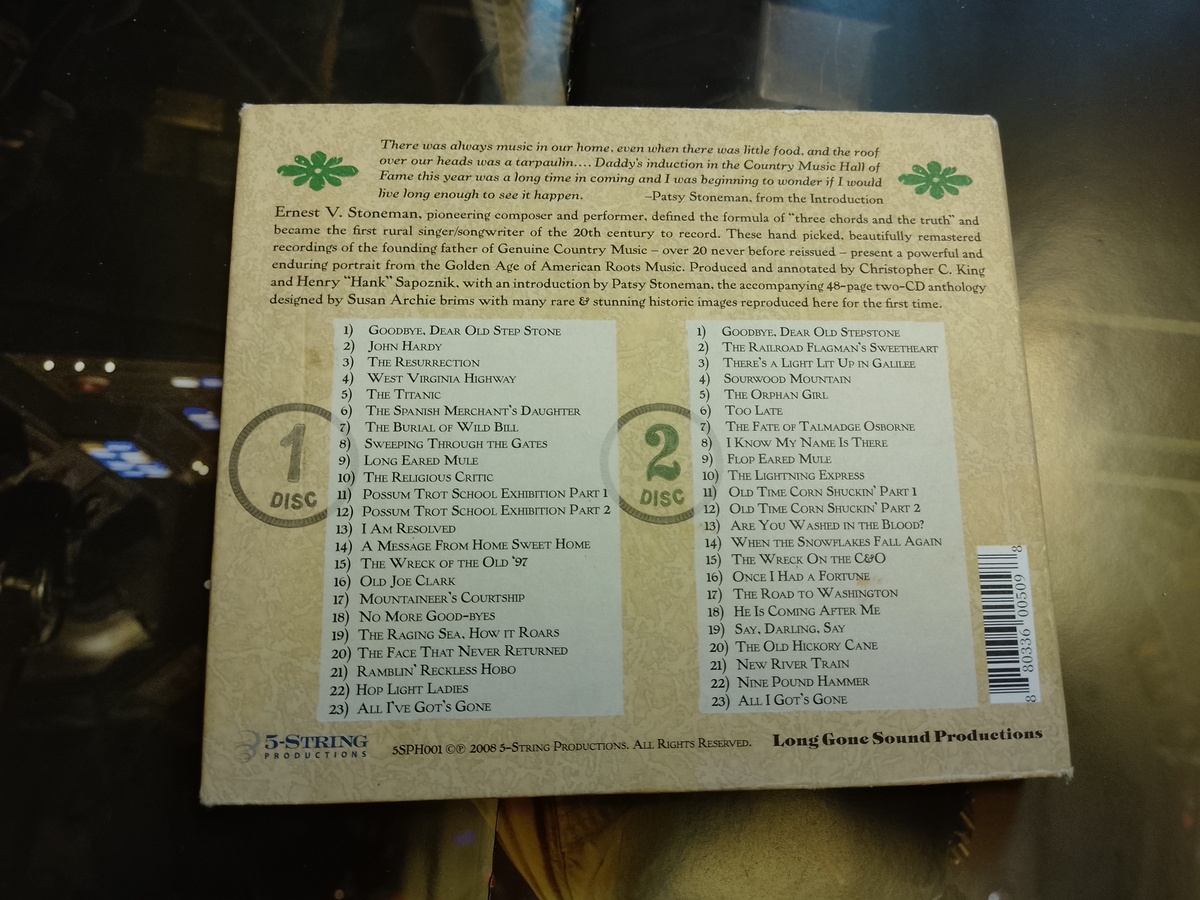 There was always music in our home, even when there was little food, and the roof
over our heads was a tarpaulin.... Daddy's induction in the Country Music Hall of
Fame this year was a long time in coming and I was beginning to wonder if I would
live long enough to see it happen. –Patsy Stoneman, from the Introduction
Ernest V. Stoneman, pioneering composer and performer, defined the formula of "three chords and the truth" and
became the first rural singer/songwriter of the 20th century to record. These hand picked, beautifully remastered
recordings of the founding father of Genuine Country Music – over 20 never before reissued – present a powerful and
enduring portrait from the Golden Age of American Roots Music. Produced and annotated by Christopher C. King
and Henry "Hank" Sapoznik, with an introduction by Patsy Stoneman, the accompanying 48-page two-CD anthology
designed by Susan Archie brims with many rare & stunning historic images reproduced here for the first time.
1
DISC
1) Goodbye, Dear Old Step Stone
2) John Hardy
3) The Resurrection
4) West Virginia Highway
5) The Titanic
6) The Spanish Merchant's Daughter
7) The Burial of Wild Bill
8) Sweeping Through the Gates
9) Long Eared Mule
10) The Religious Critic
11) Possum Trot School Exhibition Part 1
12) Possum Trot School Exhibition Part 2
13) I Am Resolved
14) A Message From Home Sweet Home
15) The Wreck of the Old '97
16) Old Joe Clark
17) Mountaineer's Courtship
18) No More Good-byes
19) The Raging Sea, How it Roars
20) The Face That Never Returned
21) Ramblin' Reckless Hobo
22) Hop Light Ladies
23) All I've Got's Gone
2
DISC
1) Goodbye, Dear Old Stepstone
2) The Railroad Flagman's Sweetheart
3) There's a Light Lit Up in Galilee
4) Sourwood Mountain
5) The Orphan Girl
6) Too Late
7) The Fate of Talmadge Osborne
8) I Know My Name Is There
9) Flop Eared Mule
10) The Lightning Express
11) Old Time Corn Shuckin' Part 1
12) Old Time Corn Shuckin' Part 2
13) Are You Washed in the Blood?
14) When the Snowflakes Fall Again
15) The Wreck On the C&O
16) Once I Had a Fortune
17) The Road to Washington
18) He Is Coming After Me
19) Say, Darling, Say
20) The Old Hickory Cane
21) New River Train
22) Nine Pound Hammer
23) All I Got's Gone
8 80336 00509 8
5-String
PRODUCTIONS
5SPH001 ©℗ 2008 5-String Productions. All Rights Reserved.
Long Gone Sound Productions